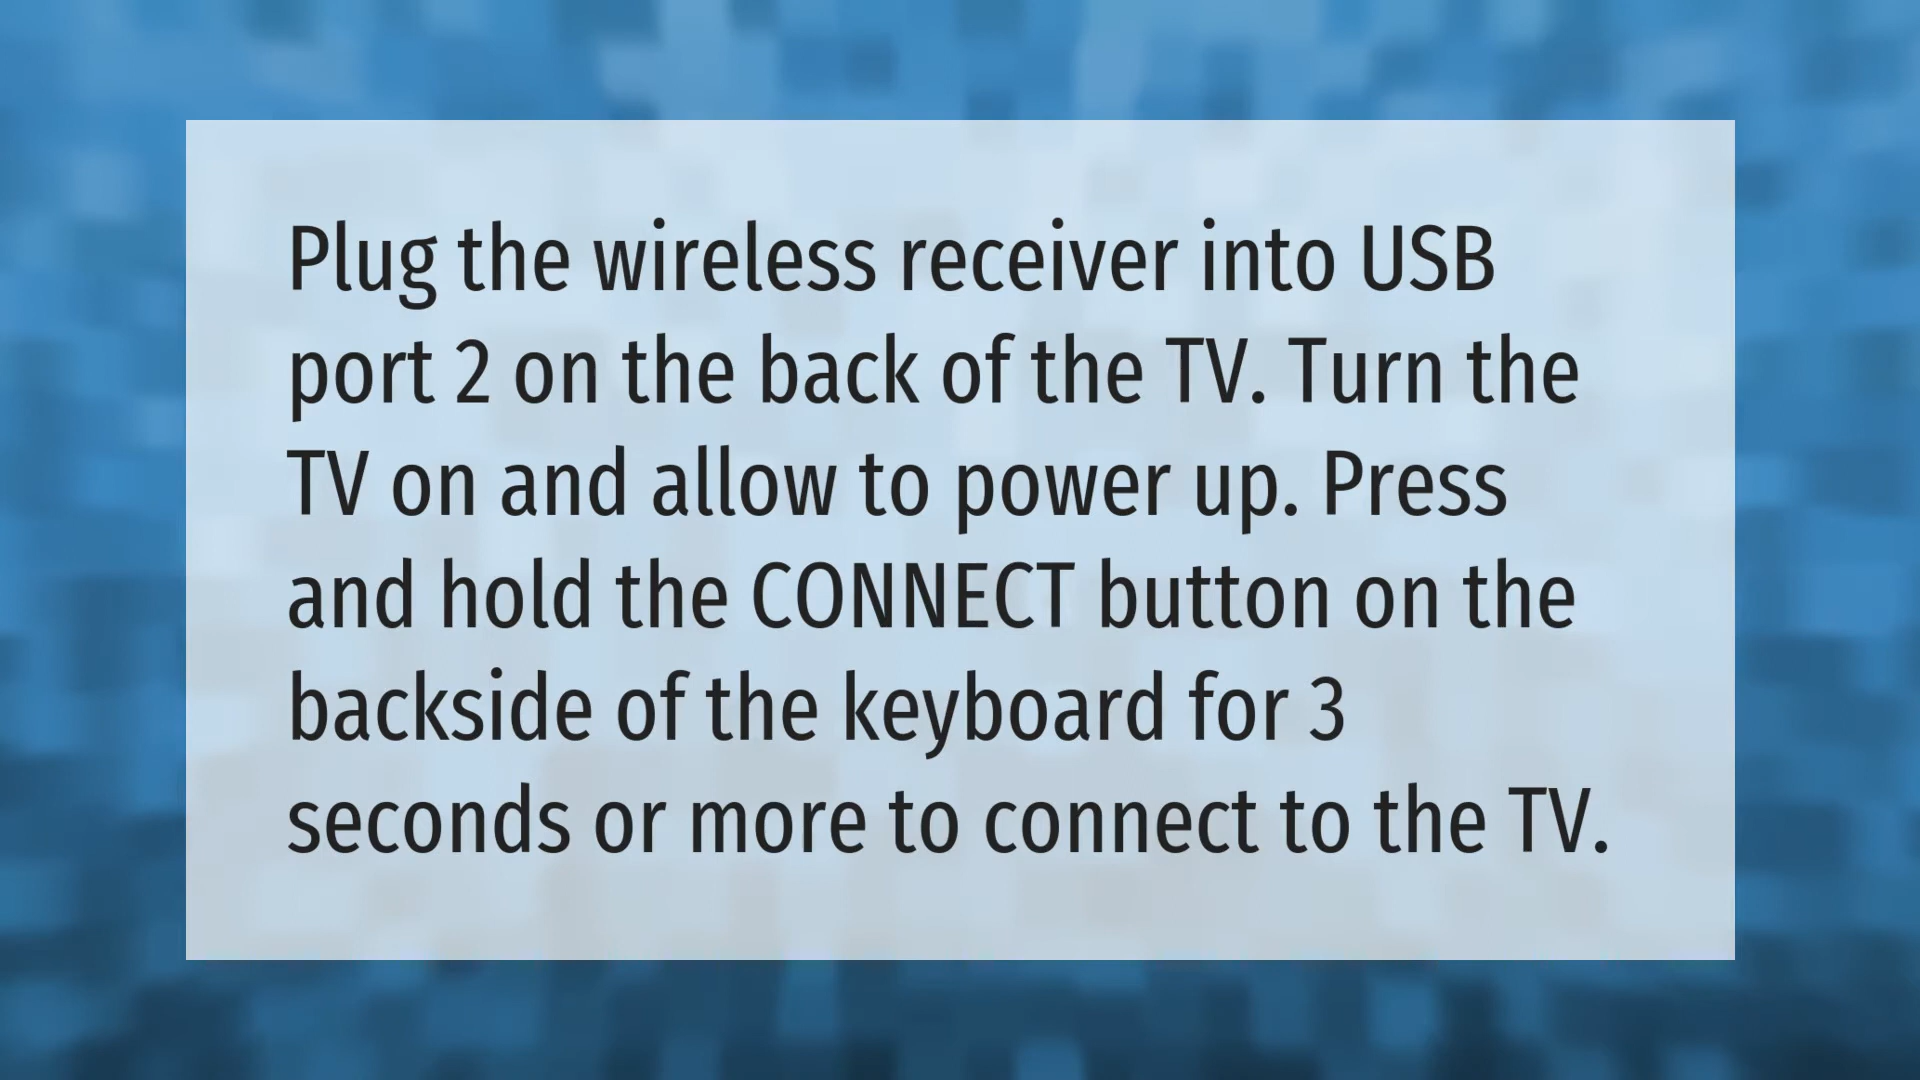 Plug the wireless receiver into USB
port 2 on the back of the TV. Turn the
TV on and allow to power up. Press
and hold the CONNECT button on the
backside of the keyboard for 3
seconds or more to connect to the TV.